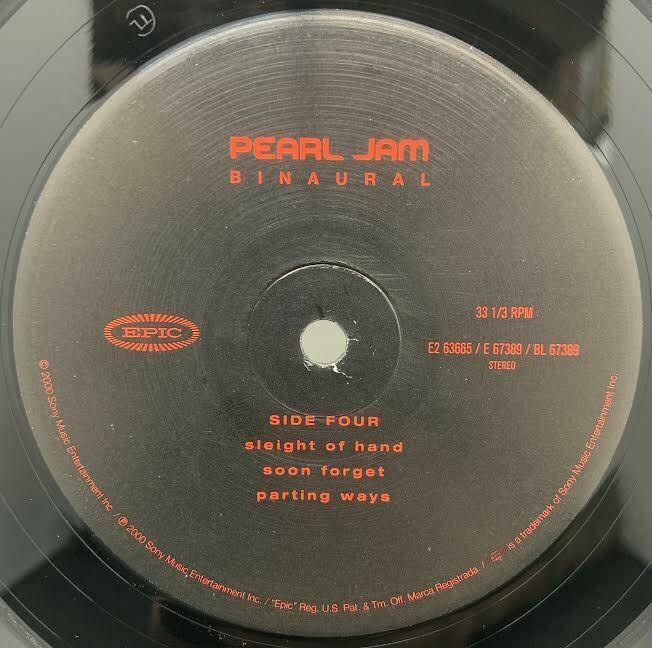 PEARL JAM
BINAURAL
EPIC
33 1/3 RPM
E2 63665 / E 67389 / BL 67389
STEREO
SIDE FOUR
sleight of hand
soon forget
parting ways
© 2000 Sony Music Entertainment Inc. / ℗ 2000 Sony Music Entertainment Inc. / "Epic" Reg. U.S. Pat. & Tm. Off. Marca Registrada. / EPIC is a trademark of Sony Music Entertainment Inc.